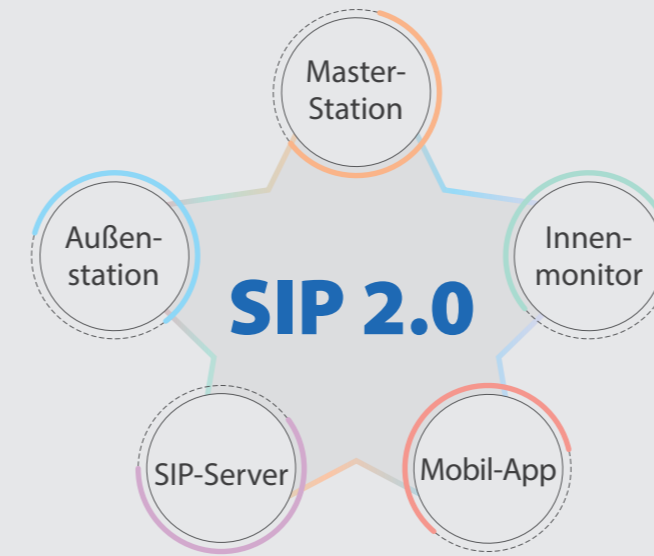 Master-
Station
Außen-
station
Innen-
monitor
SIP 2.0
SIP-Server
Mobil-App